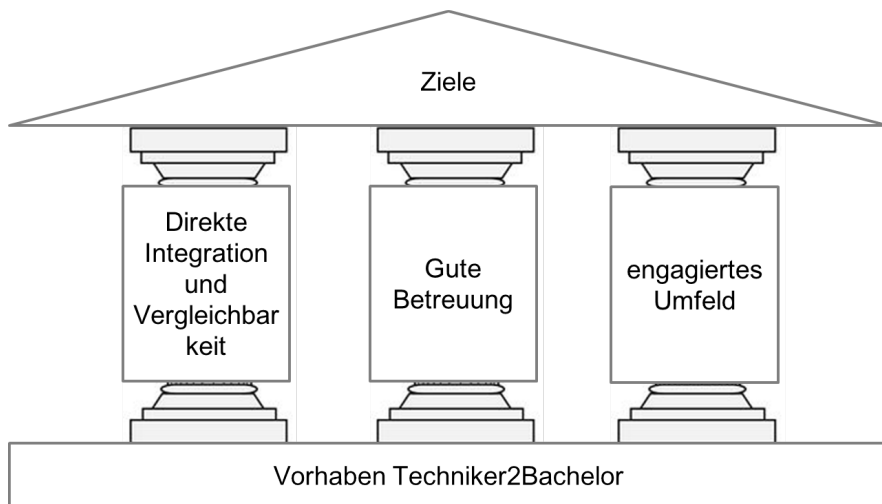 Ziele
Direkte
Integration
und
Vergleichbar
keit
Gute
Betreuung
engagiertes
Umfeld
Vorhaben Techniker2Bachelor